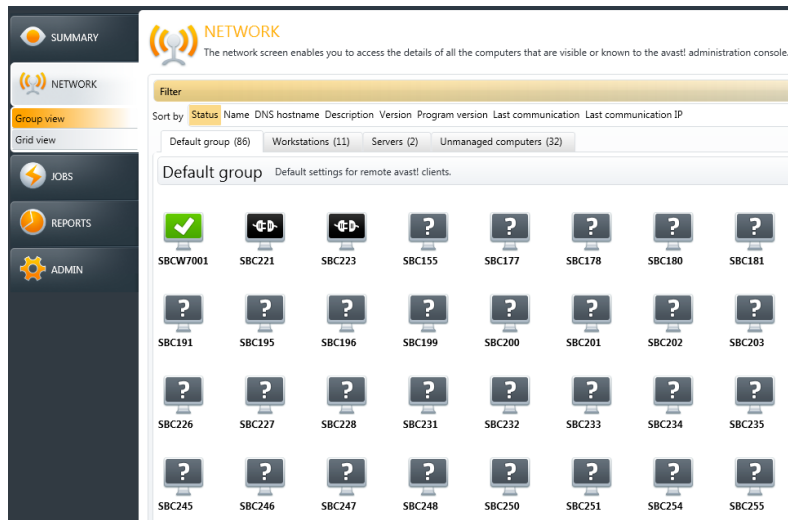 SUMMARY
NETWORK
Group view
Grid view
JOBS
REPORTS
ADMIN
NETWORK
The network screen enables you to access the details of all the computers that are visible or known to the avast! administration console.
Filter
Sort by Status Name DNS hostname Description Version Program version Last communication Last communication IP
Default group (86) Workstations (11) Servers (2) Unmanaged computers (32)
Default group Default settings for remote avast! clients.
SBCW7001 SBC221 SBC223 SBC155 SBC177 SBC178 SBC180 SBC181
SBC191 SBC195 SBC196 SBC199 SBC200 SBC201 SBC202 SBC203
SBC226 SBC227 SBC228 SBC231 SBC232 SBC233 SBC234 SBC235
SBC245 SBC246 SBC247 SBC248 SBC250 SBC251 SBC254 SBC255